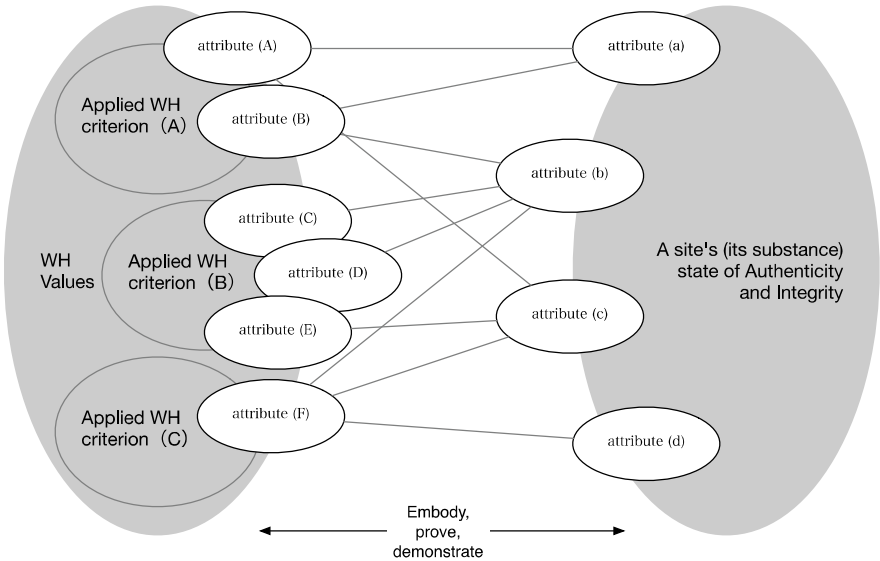 attribute (A)
attribute (a)
Applied WH
criterion（A）
attribute (B)
attribute (b)
attribute (C)
WH
Values
Applied WH
criterion（B）
attribute (D)
A site's (its substance)
state of Authenticity
and Integrity
attribute (E)
attribute (c)
Applied WH
criterion（C）
attribute (F)
attribute (d)
Embody,
prove,
demonstrate